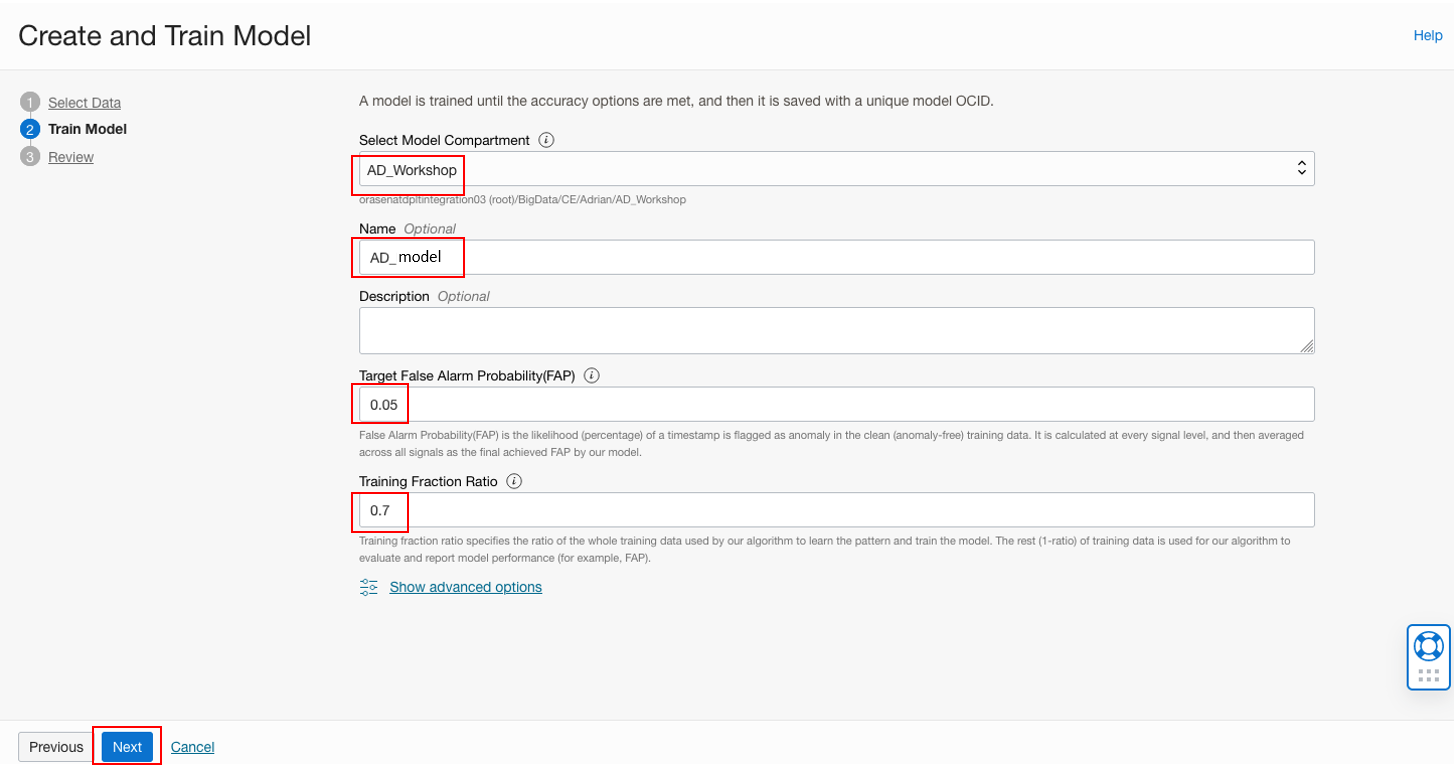 Create and Train Model
Help
1 Select Data
2 Train Model
3 Review
A model is trained until the accuracy options are met, and then it is saved with a unique model OCID.
Select Model Compartment i
AD_Workshop
orasenatdpltintegration03 (root)/BigData/CE/Adrian/AD_Workshop
Name Optional
AD_model
Description Optional
Target False Alarm Probability(FAP) i
0.05
False Alarm Probability(FAP) is the likelihood (percentage) of a timestamp is flagged as anomaly in the clean (anomaly-free) training data. It is calculated at every signal level, and then averaged
across all signals as the final achieved FAP by our model.
Training Fraction Ratio i
0.7
Training fraction ratio specifies the ratio of the whole training data used by our algorithm to learn the pattern and train the model. The rest (1-ratio) of training data is used for our algorithm to
evaluate and report model performance (for example, FAP).
Show advanced options
Previous Next Cancel